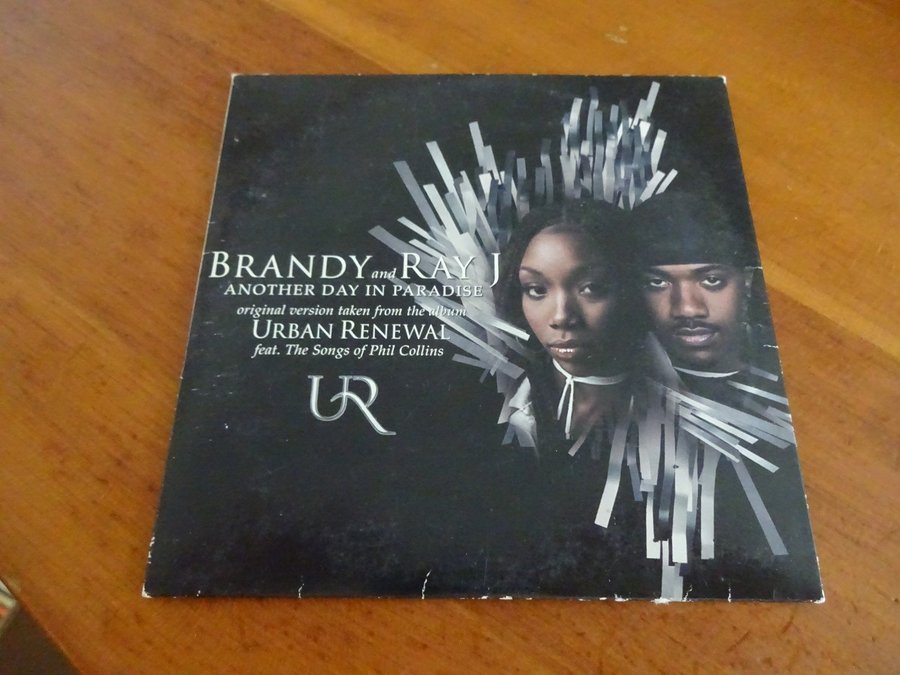 BRANDY and RAY J
ANOTHER DAY IN PARADISE
original version taken from the album
URBAN RENEWAL
feat. The Songs of Phil Collins
UR